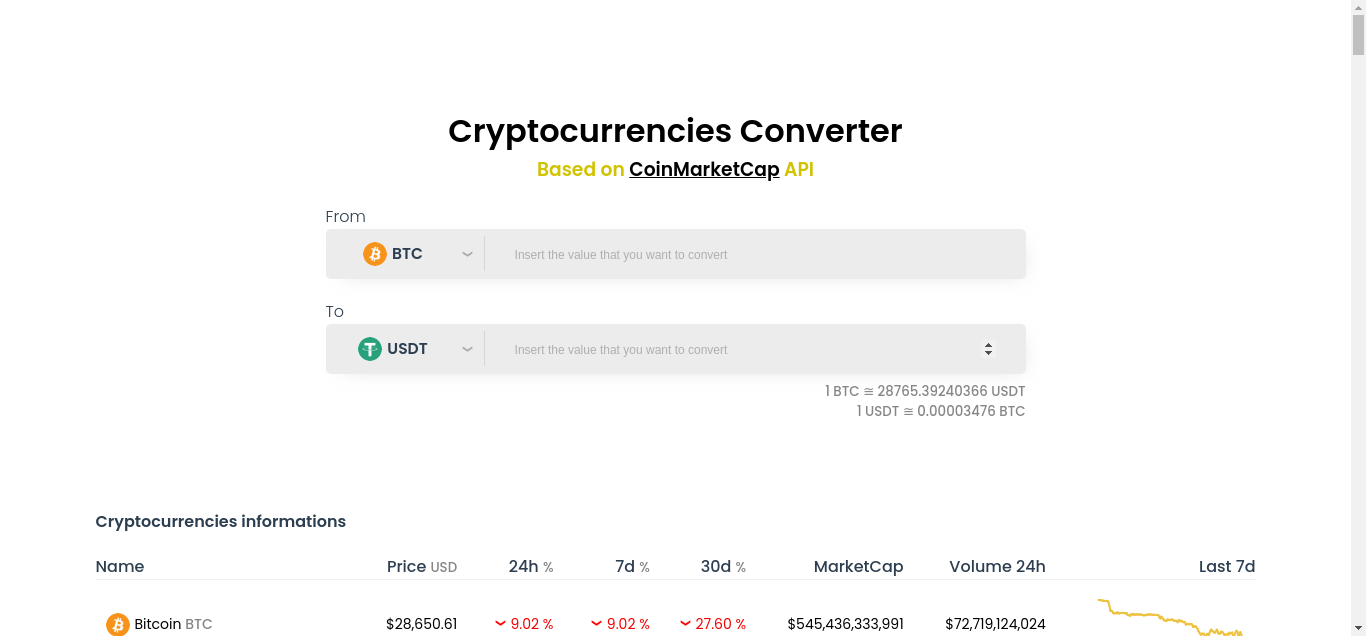 Cryptocurrencies Converter
Based on CoinMarketCap API
From
BTC Insert the value that you want to convert
To
USDT Insert the value that you want to convert
1 BTC ≅ 28765.39240366 USDT
1 USDT ≅ 0.00003476 BTC
Cryptocurrencies informations
Name Price USD 24h % 7d % 30d % MarketCap Volume 24h Last 7d
Bitcoin BTC $28,650.61 9.02 % 9.02 % 27.60 % $545,436,333,991 $72,719,124,024